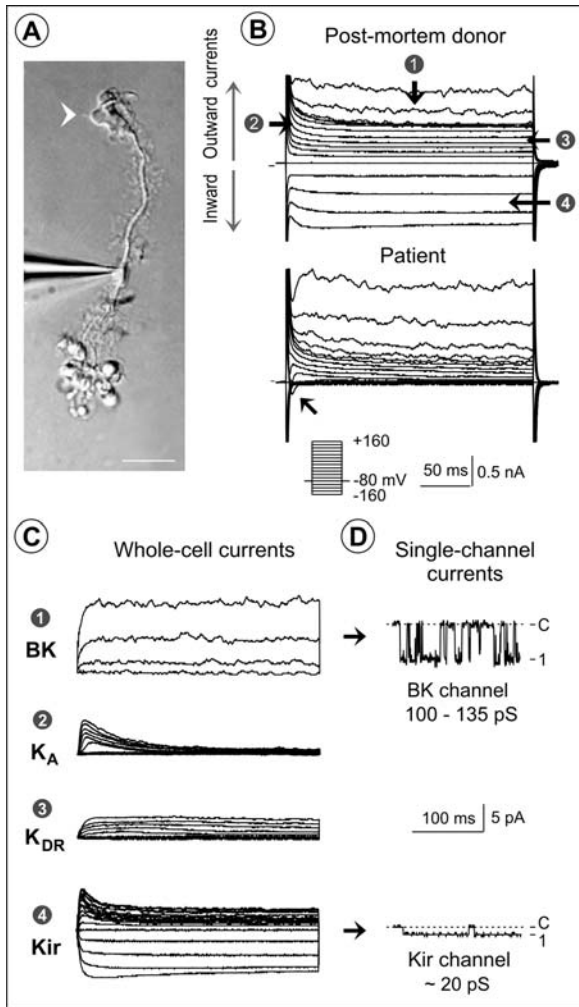 A
B
Post-mortem donor
Outward currents
Inward
1
2
3
4
Patient
+160
-80 mV
-160
50 ms
0.5 nA
C
Whole-cell currents
D
Single-channel
currents
1
BK
C
1
BK channel
100 - 135 pS
2
KA
3
KDR
100 ms
5 pA
4
Kir
C
1
Kir channel
~ 20 pS